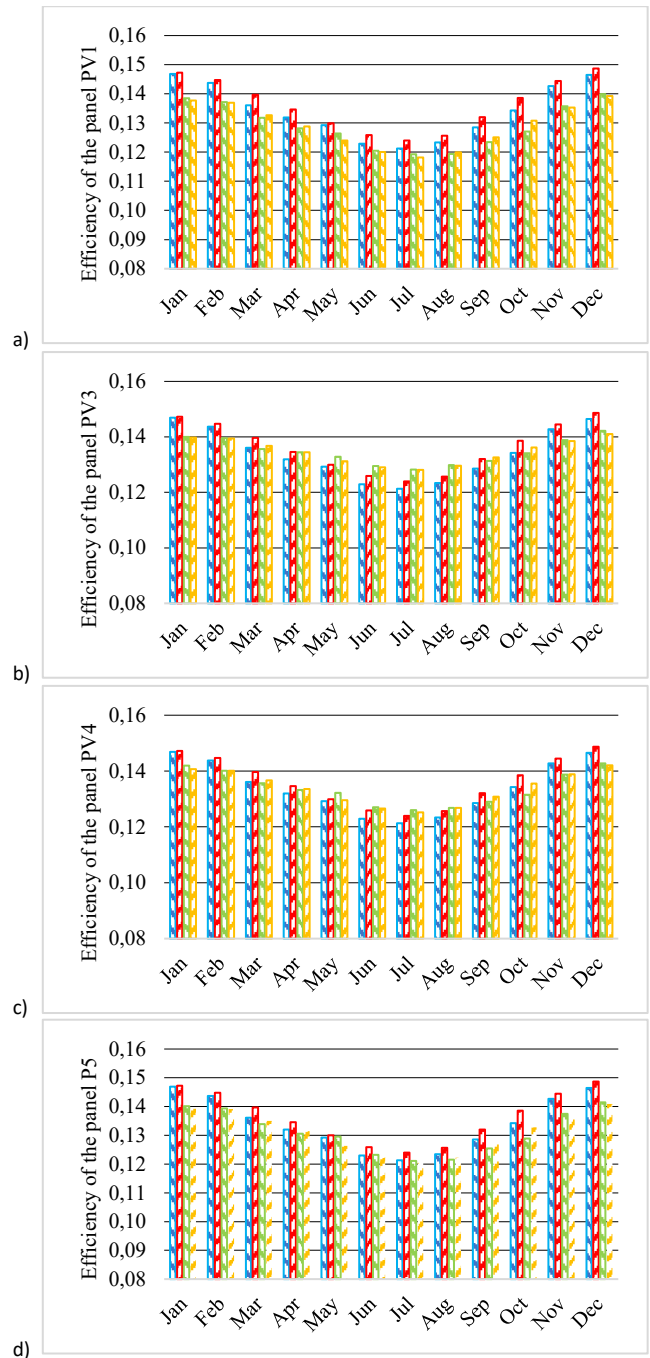 Efficiency of the panel PV1
0,16
0,15
0,14
0,13
0,12
0,11
0,10
0,09
0,08
Jan Feb Mar Apr May Jun Jul Aug Sep Oct Nov Dec
a)
Efficiency of the panel PV3
0,16
0,14
0,12
0,10
0,08
Jan Feb Mar Apr May Jun Jul Aug Sep Oct Nov Dec
b)
Efficiency of the panel PV4
0,16
0,14
0,12
0,10
0,08
Jan Feb Mar Apr May Jun Jul Aug Sep Oct Nov Dec
c)
Efficiency of the panel P5
0,16
0,15
0,14
0,13
0,12
0,11
0,10
0,09
0,08
Jan Feb Mar Apr May Jun Jul Aug Sep Oct Nov Dec
d)